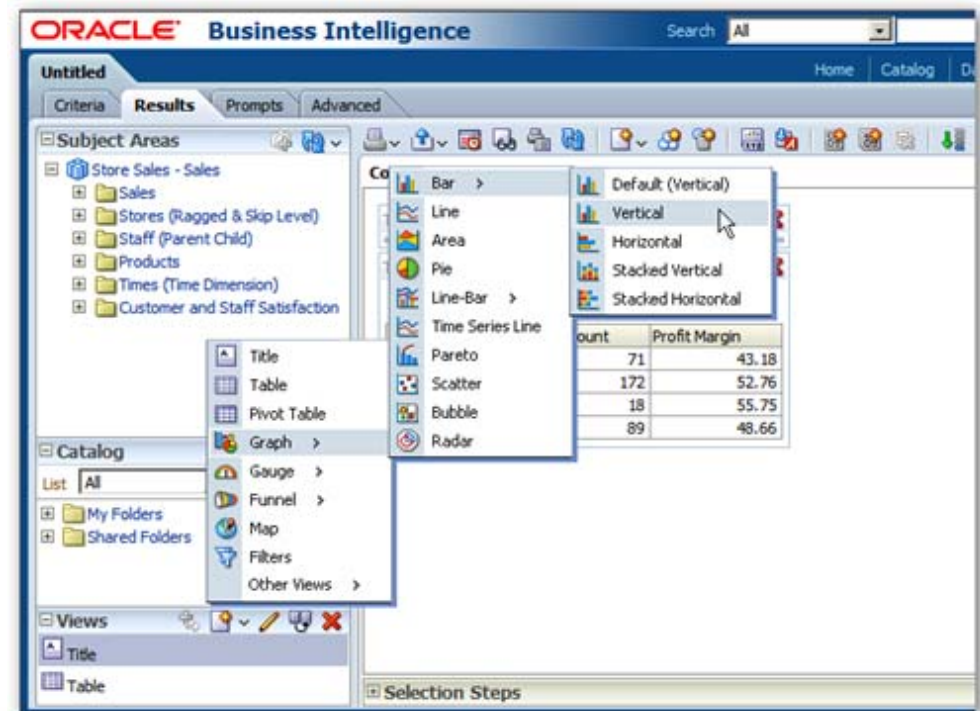 ORACLE Business Intelligence
Search All
Untitled
Home Catalog
Criteria Results Prompts Advanced
Subject Areas
Store Sales - Sales
Sales
Stores (Ragged & Skip Level)
Staff (Parent Child)
Products
Times (Time Dimension)
Customer and Staff Satisfaction
Title
Table
Pivot Table
Graph >
Gauge >
Funnel >
Map
Filters
Other Views >
Bar >
Line
Area
Pie
Line-Bar >
Time Series Line
Pareto
Scatter
Bubble
Radar
Default (Vertical)
Vertical
Horizontal
Stacked Vertical
Stacked Horizontal
ount Profit Margin
71 43.18
172 52.76
18 55.75
89 48.66
Catalog
List All
My Folders
Shared Folders
Views
Title
Table
Selection Steps